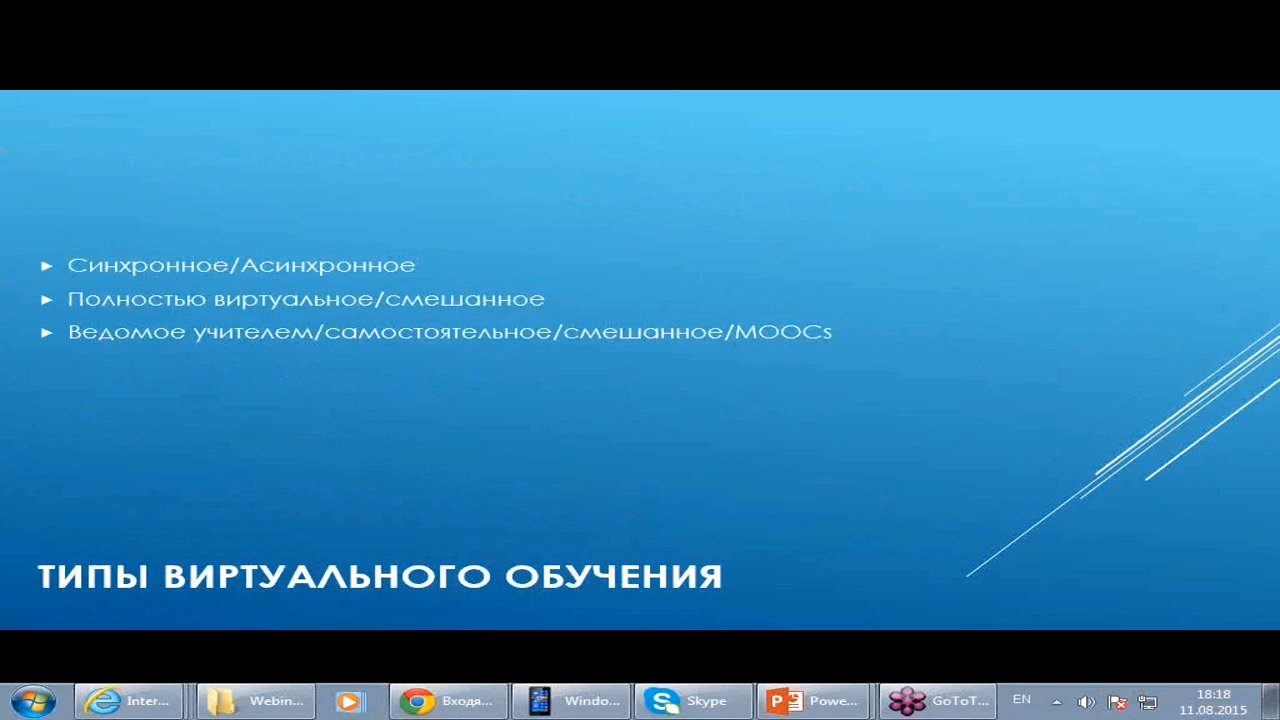 Синхронное/Асинхронное
Полностью виртуальное/смешанное
Ведомое учителем/самостоятельное/смешанное/MOOCs
ТИПЫ ВИРТУАЛЬНОГО ОБУЧЕНИЯ
Inter... Webin... Входя... Windo... Skype Powe... GoToT... EN 18:18
11.08.2015